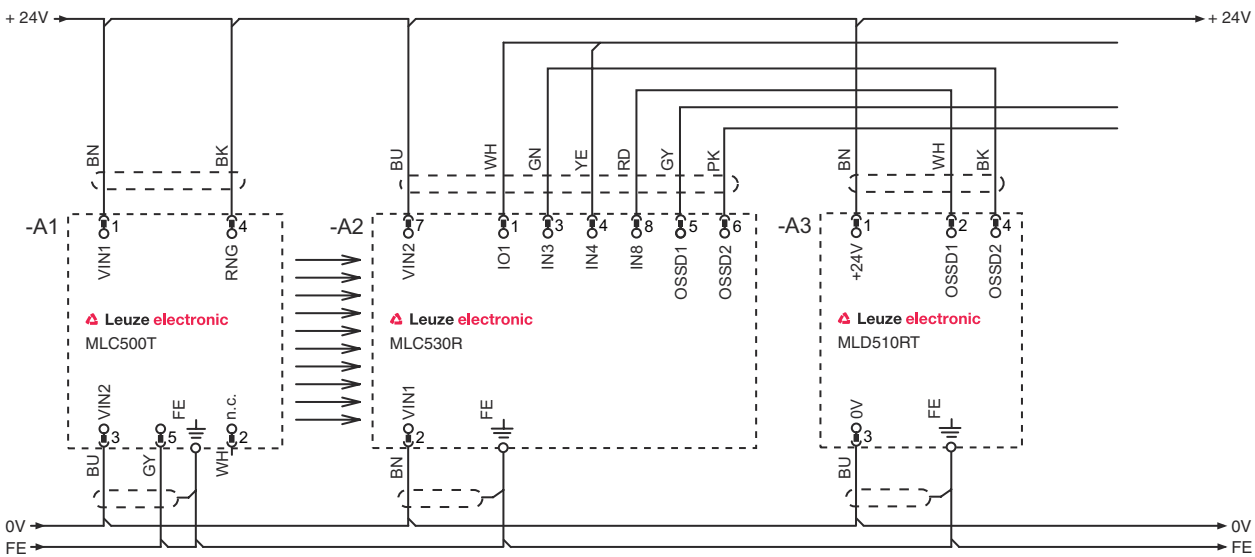 + 24V
+ 24V
BN
BK
BU
WH
GN
YE
RD
GY
PK
BN
WH
BK
-A1
1
4
-A2
7
1
3
4
8
5
6
-A3
1
2
4
VIN1
RNG
VIN2
IO1
IN3
IN4
IN8
OSSD1
OSSD2
+24V
OSSD1
OSSD2
Leuze electronic
MLC500T
Leuze electronic
MLC530R
Leuze electronic
MLD510RT
VIN2
FE
n.c.
VIN1
FE
0V
FE
3
5
2
2
3
BU
GY
WH
BN
BU
0V
0V
FE
FE